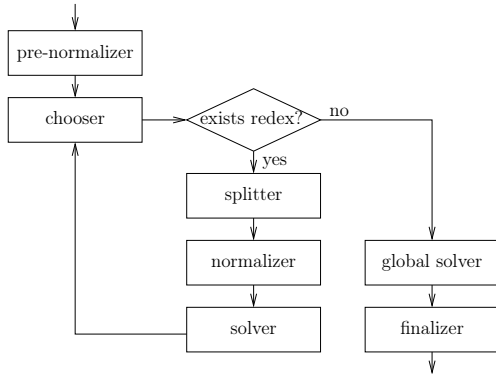 pre-normalizer
chooser
exists redex?
no
yes
splitter
normalizer
global solver
solver
finalizer